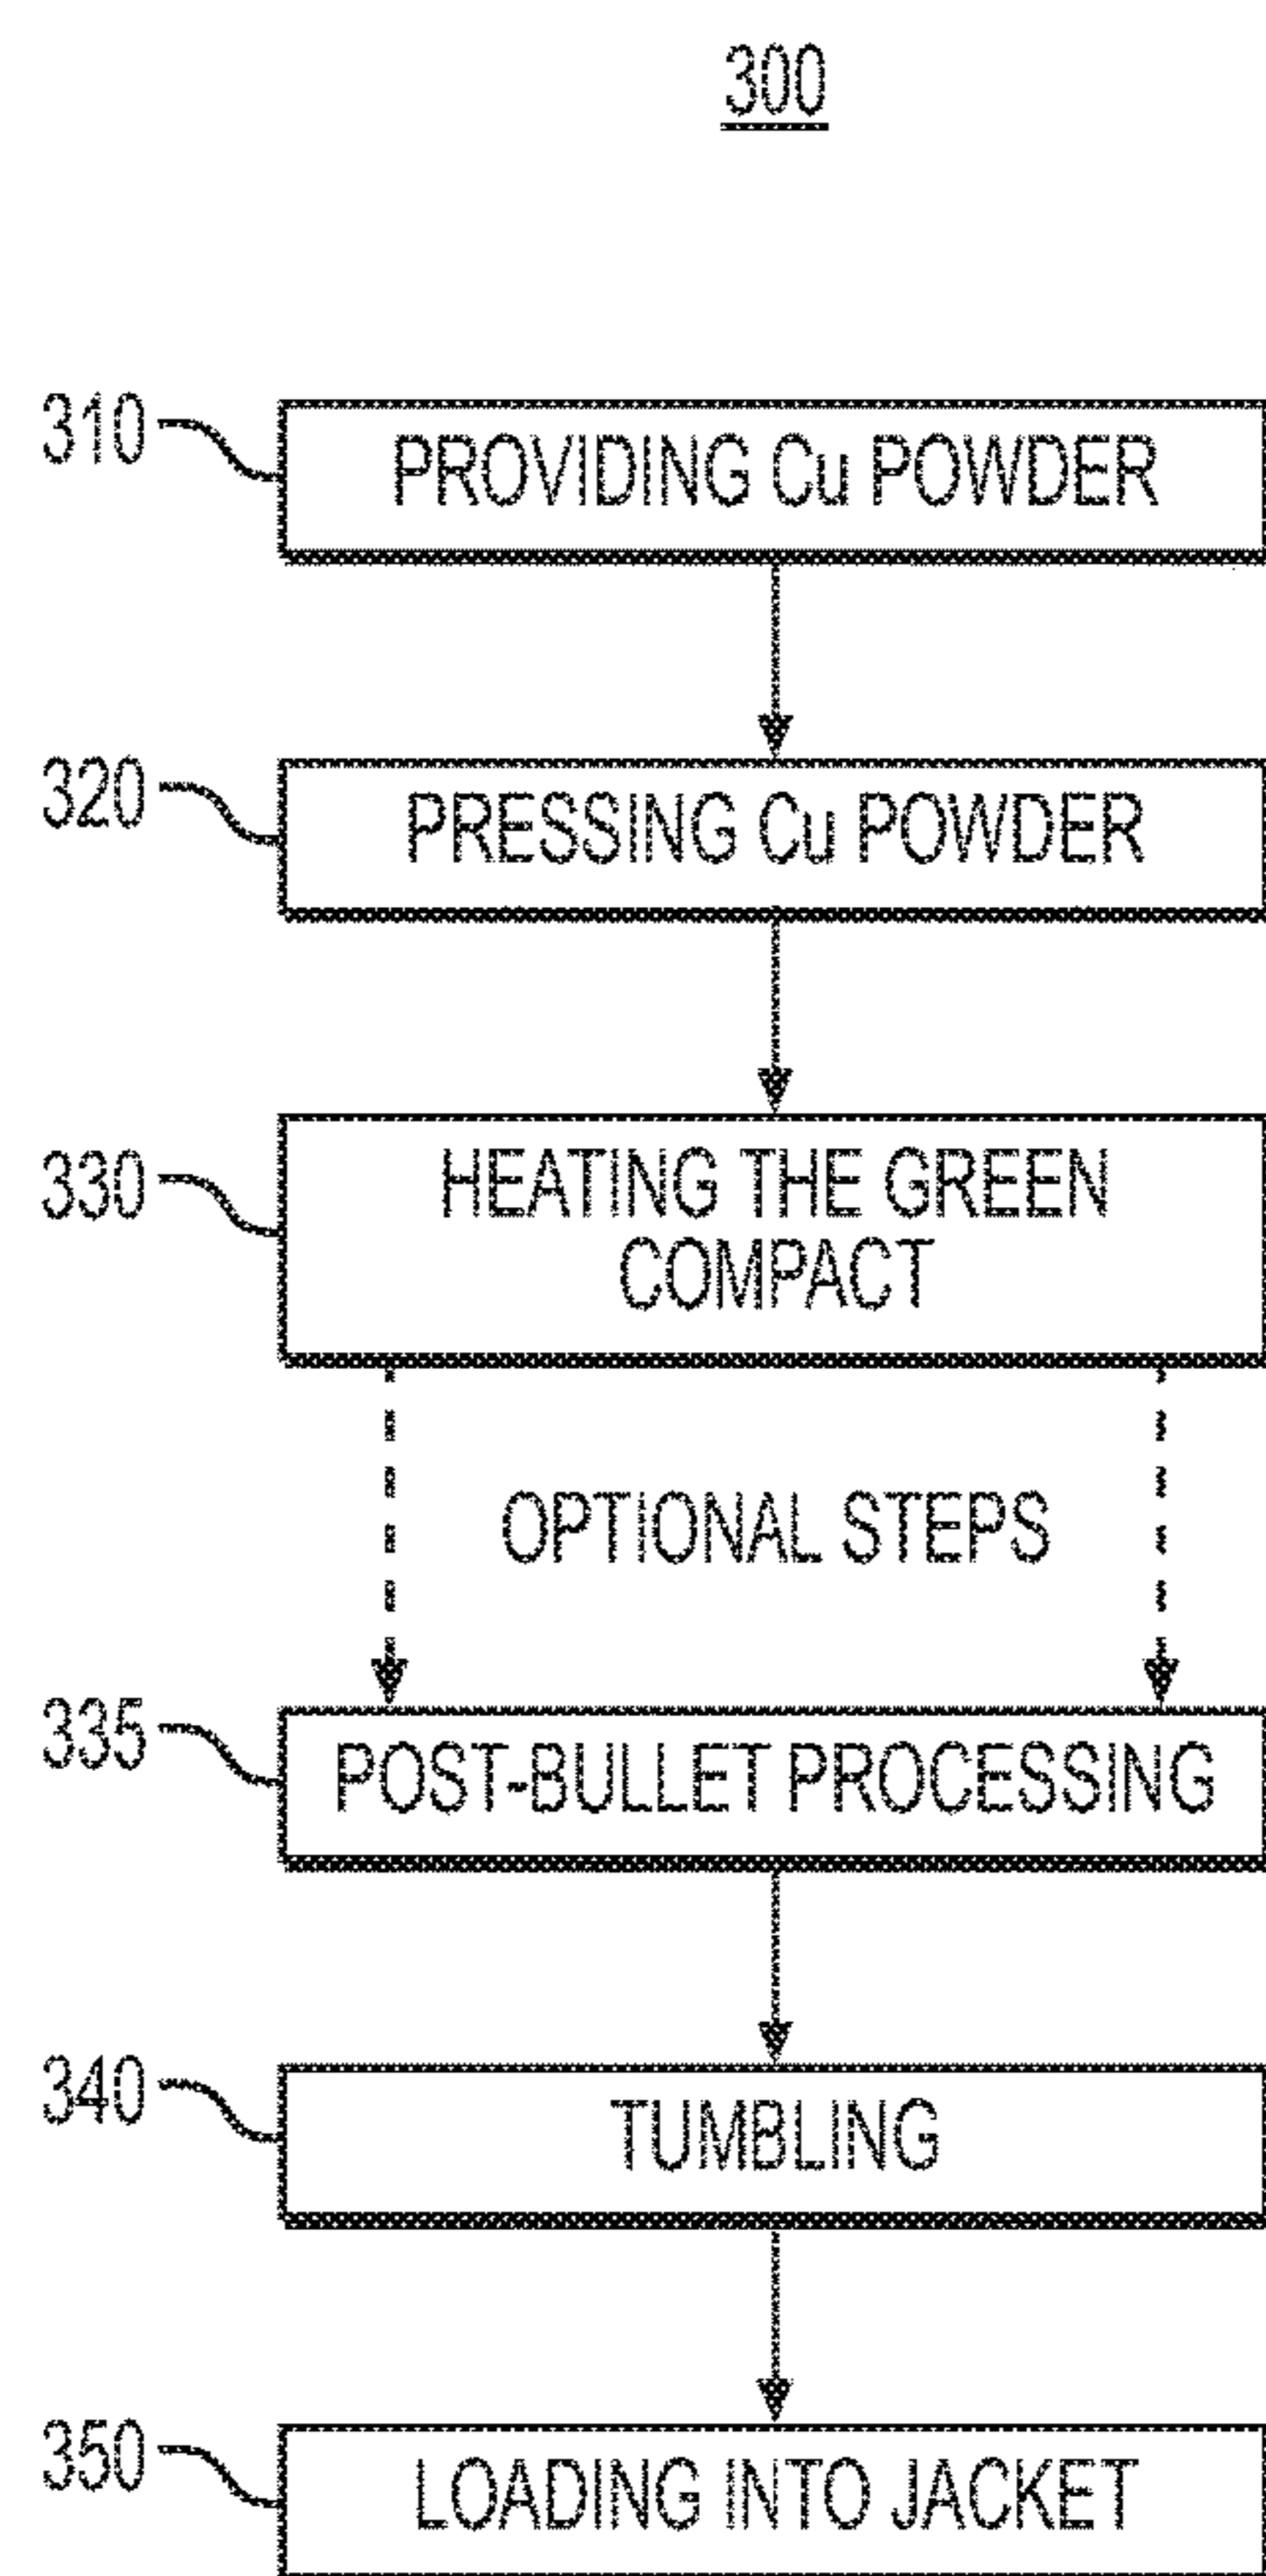 300
310
PROVIDING Cu POWDER
320
PRESSING Cu POWDER
330
HEATING THE GREEN
COMPACT
OPTIONAL STEPS
335
POST-BULLET PROCESSING
340
TUMBLING
350
LOADING INTO JACKET